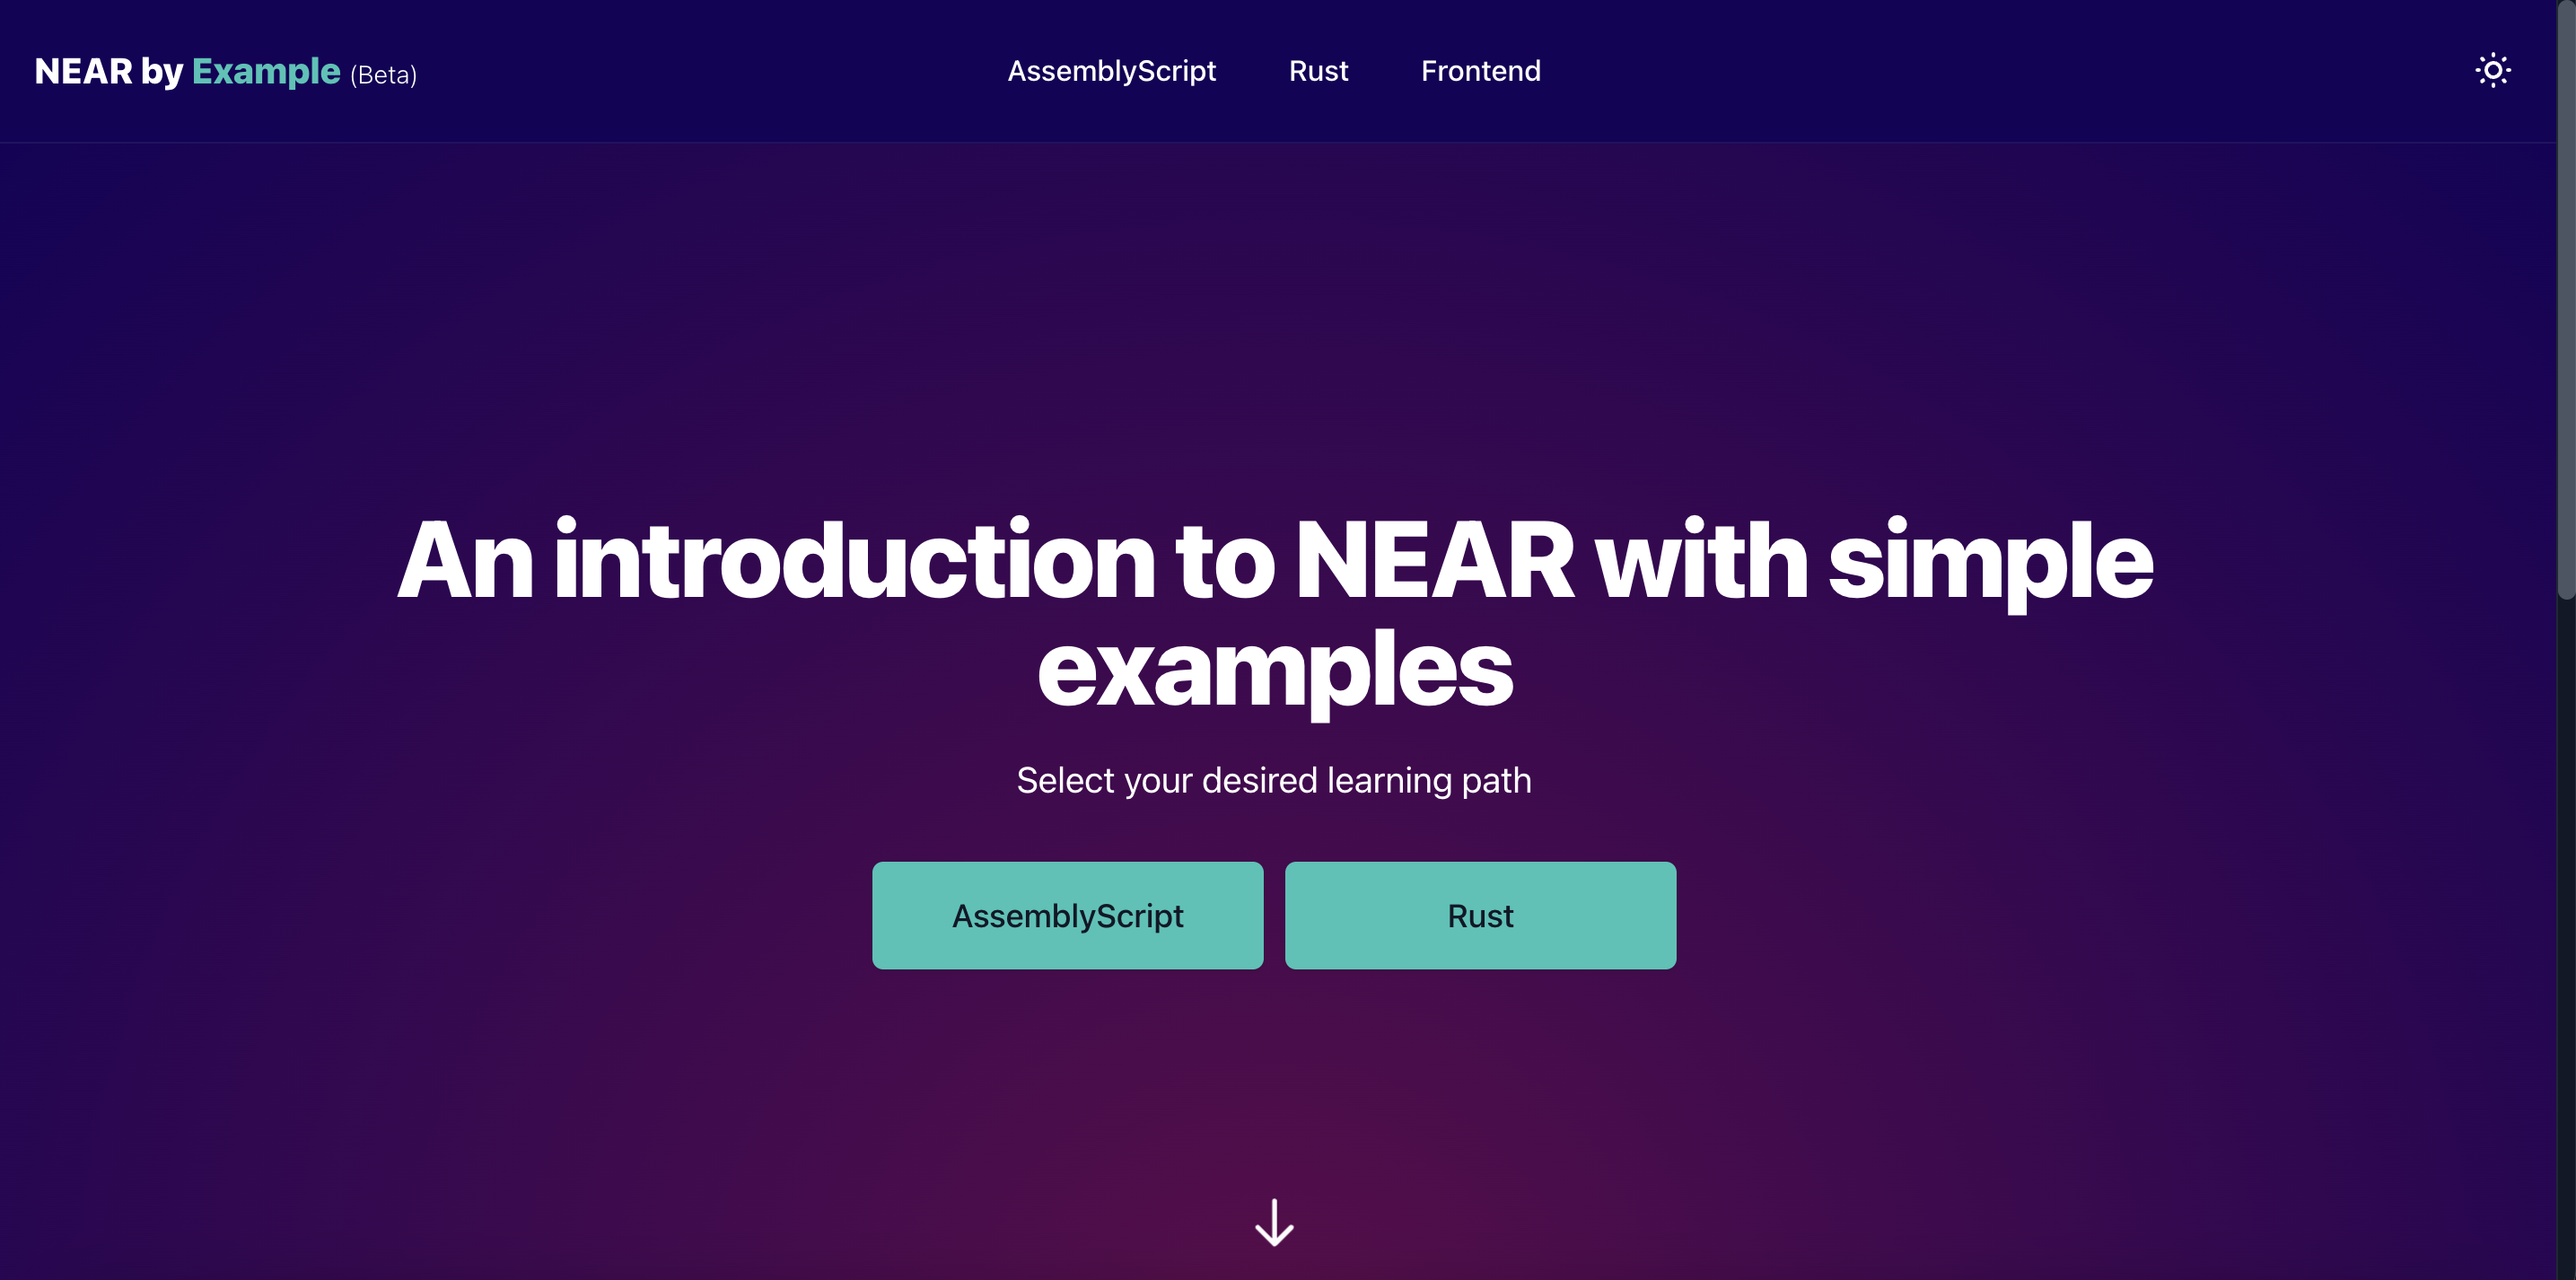 NEAR by Example (Beta)
AssemblyScript Rust Frontend
An introduction to NEAR with simple
examples
Select your desired learning path
AssemblyScript
Rust